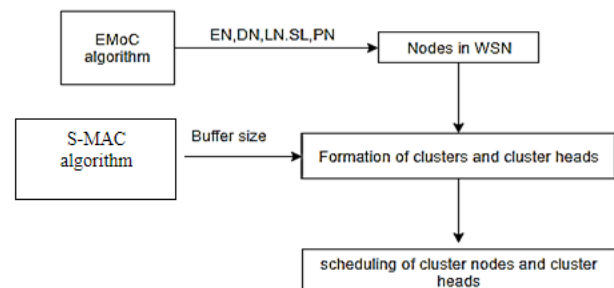 EMoC
algorithm
EN,DN,LN.SL,PN
Nodes in WSN
S-MAC
algorithm
Buffer size
Formation of clusters and cluster heads
scheduling of cluster nodes and cluster
heads